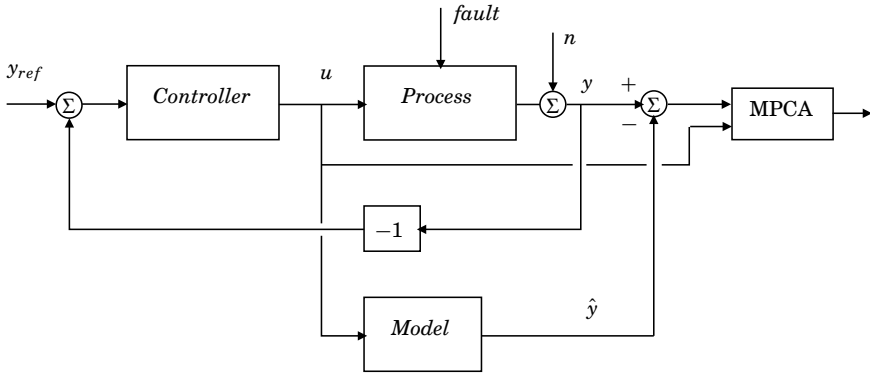 fault
n
y_ref
u
y
+
Σ
Controller
Process
Σ
Σ
MPCA
−
−1
Model
ŷ